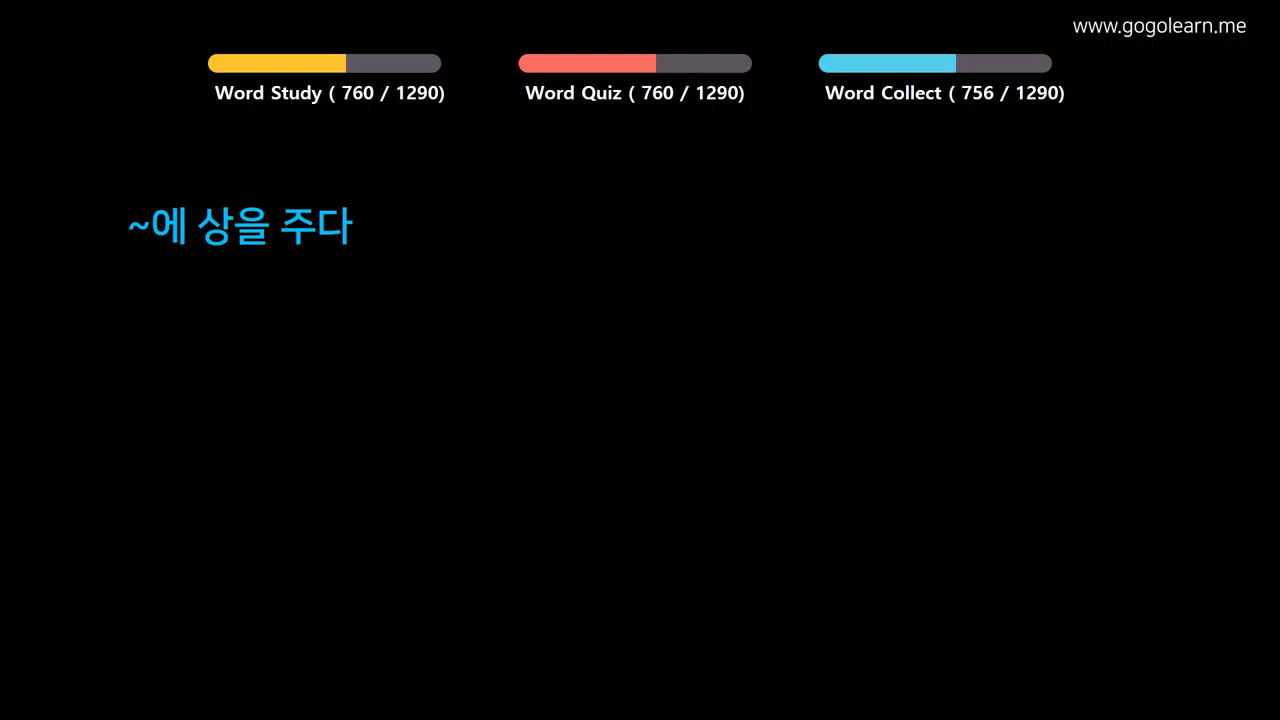 www.gogolearn.me
Word Study ( 760 / 1290)
Word Quiz ( 760 / 1290)
Word Collect ( 756 / 1290)
~에 상을 주다